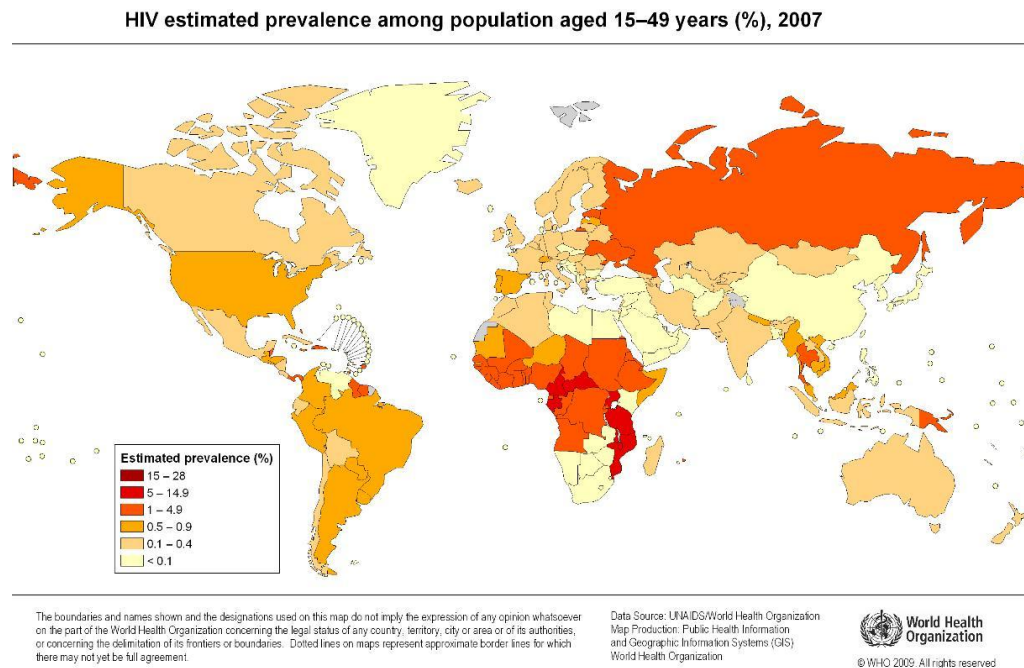 HIV estimated prevalence among population aged 15–49 years (%), 2007
Estimated prevalence (%)
15 – 28
5 – 14.9
1 – 4.9
0.5 – 0.9
0.1 – 0.4
< 0.1
The boundaries and names shown and the designations used on this map do not imply the expression of any opinion whatsoever
on the part of the World Health Organization concerning the legal status of any country, territory, city or area or of its authorities,
or concerning the delimitation of its frontiers or boundaries. Dotted lines on maps represent approximate border lines for which
there may not yet be full agreement.
Data Source: UNAIDS/World Health Organization
Map Production: Public Health Information
and Geographic Information Systems (GIS)
World Health Organization
World Health
Organization
© WHO 2009. All rights reserved